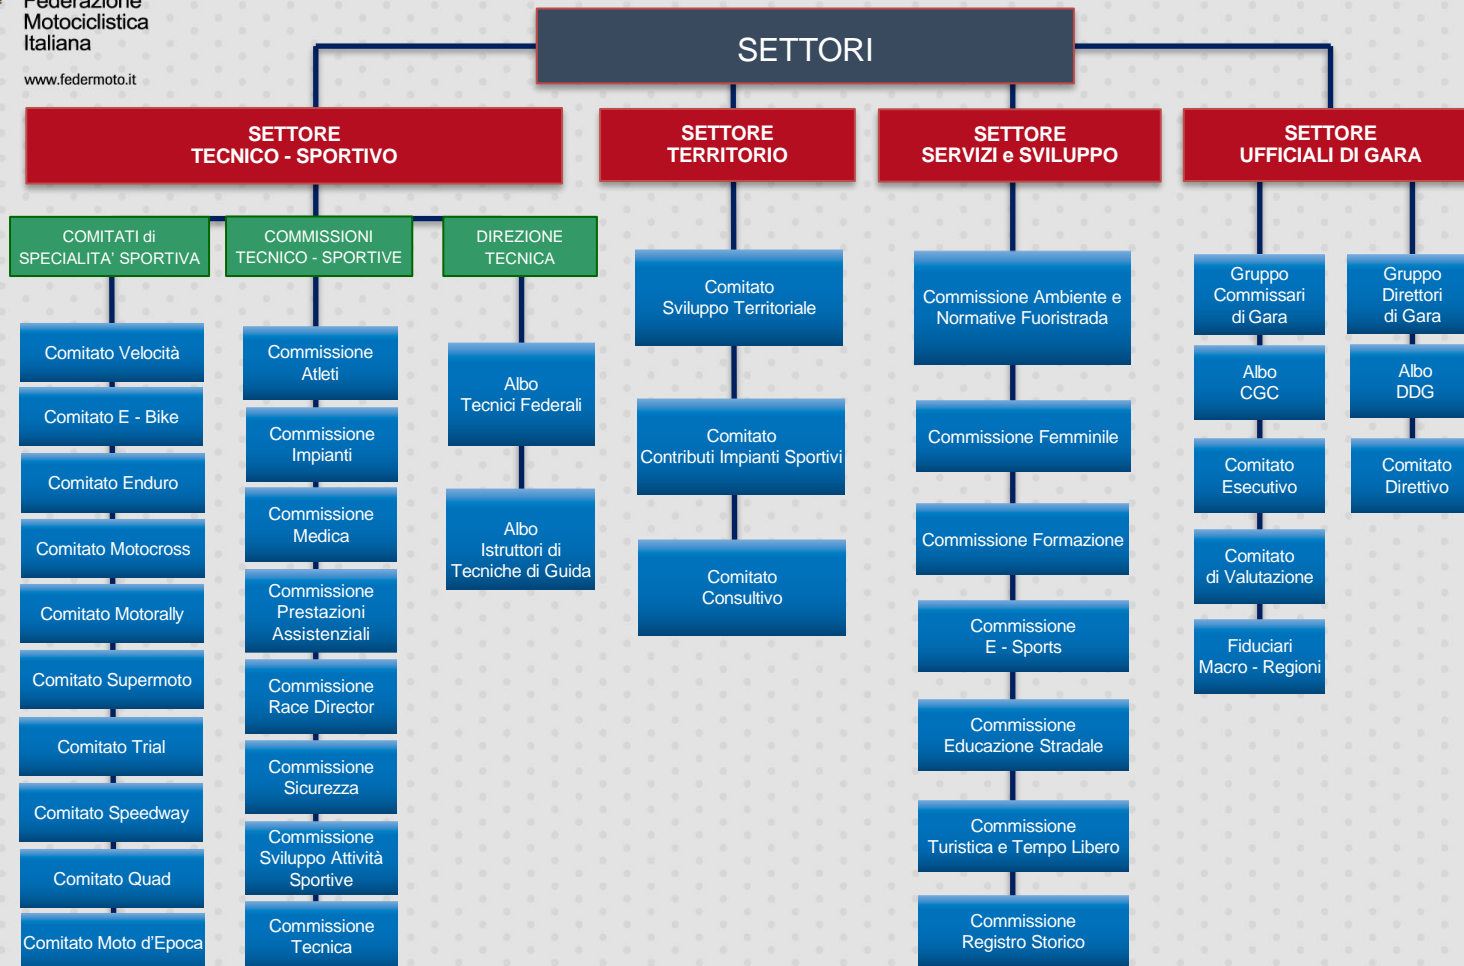 Federazione
Motociclistica
Italiana
www.federmoto.it
SETTORI
SETTORE
TECNICO - SPORTIVO
SETTORE
TERRITORIO
SETTORE
SERVIZI e SVILUPPO
SETTORE
UFFICIALI DI GARA
COMITATI di
SPECIALITA' SPORTIVA
COMMISSIONI
TECNICO - SPORTIVE
DIREZIONE
TECNICA
Comitato Velocità
Comitato E - Bike
Comitato Enduro
Comitato Motocross
Comitato Motorally
Comitato Supermoto
Comitato Trial
Comitato Speedway
Comitato Quad
Comitato Moto d'Epoca
Commissione
Atleti
Commissione
Impianti
Commissione
Medica
Commissione
Prestazioni
Assistenziali
Commissione
Race Director
Commissione
Sicurezza
Commissione
Sviluppo Attività
Sportive
Commissione
Tecnica
Albo
Tecnici Federali
Albo
Istruttori di
Tecniche di Guida
Comitato
Sviluppo Territoriale
Comitato
Contributi Impianti Sportivi
Comitato
Consultivo
Commissione Ambiente e
Normative Fuoristrada
Commissione Femminile
Commissione Formazione
Commissione
E - Sports
Commissione
Educazione Stradale
Commissione
Turistica e Tempo Libero
Commissione
Registro Storico
Gruppo
Commissari
di Gara
Albo
CGC
Comitato
Esecutivo
Comitato
di Valutazione
Fiduciari
Macro - Regioni
Gruppo
Direttori
di Gara
Albo
DDG
Comitato
Direttivo